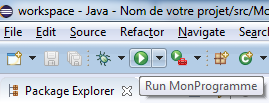 workspace - Java - Nom de votre projet/src/Mo
File Edit Source Refactor Navigate Search
Package Explorer
Run MonProgramme